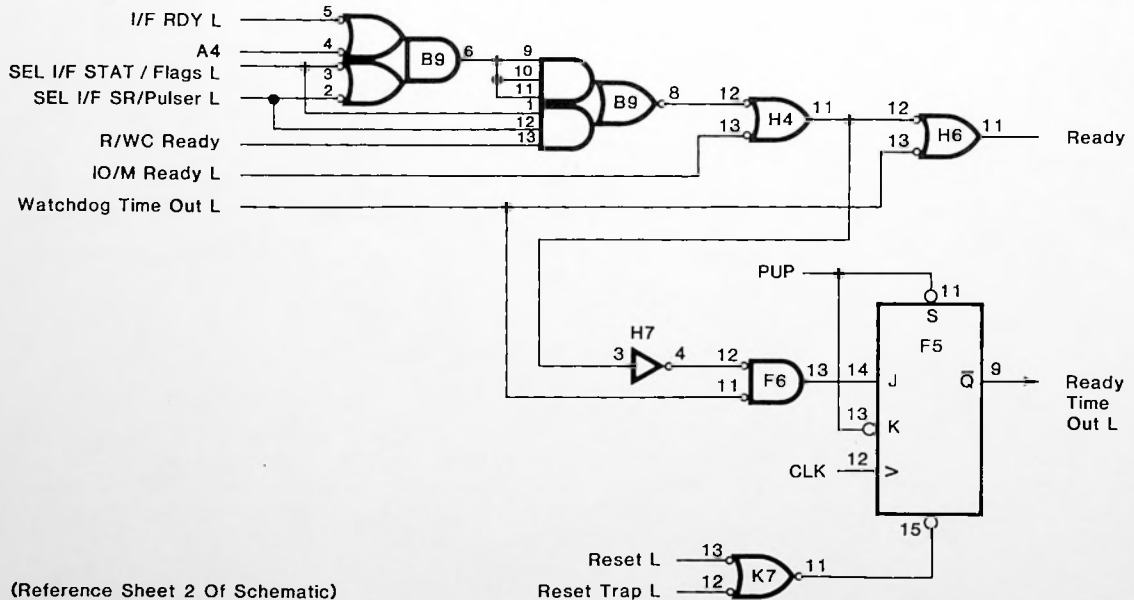 I/F RDY L
5
A4
4
B9
6
9
SEL I/F STAT / Flags L
3
10
SEL I/F SR/Pulser L
2
11
1
B9
8
12
H4
11
12
H6
11
Ready
12
R/WC Ready
13
13
13
IO/M Ready L
Watchdog Time Out L
PUP
11
S
H7
F5
3
4
12
F6
13
14
J
Q̅
9
Ready
Time
Out L
11
13
K
CLK
12
>
15
Reset L
13
K7
11
Reset Trap L
12
(Reference Sheet 2 Of Schematic)